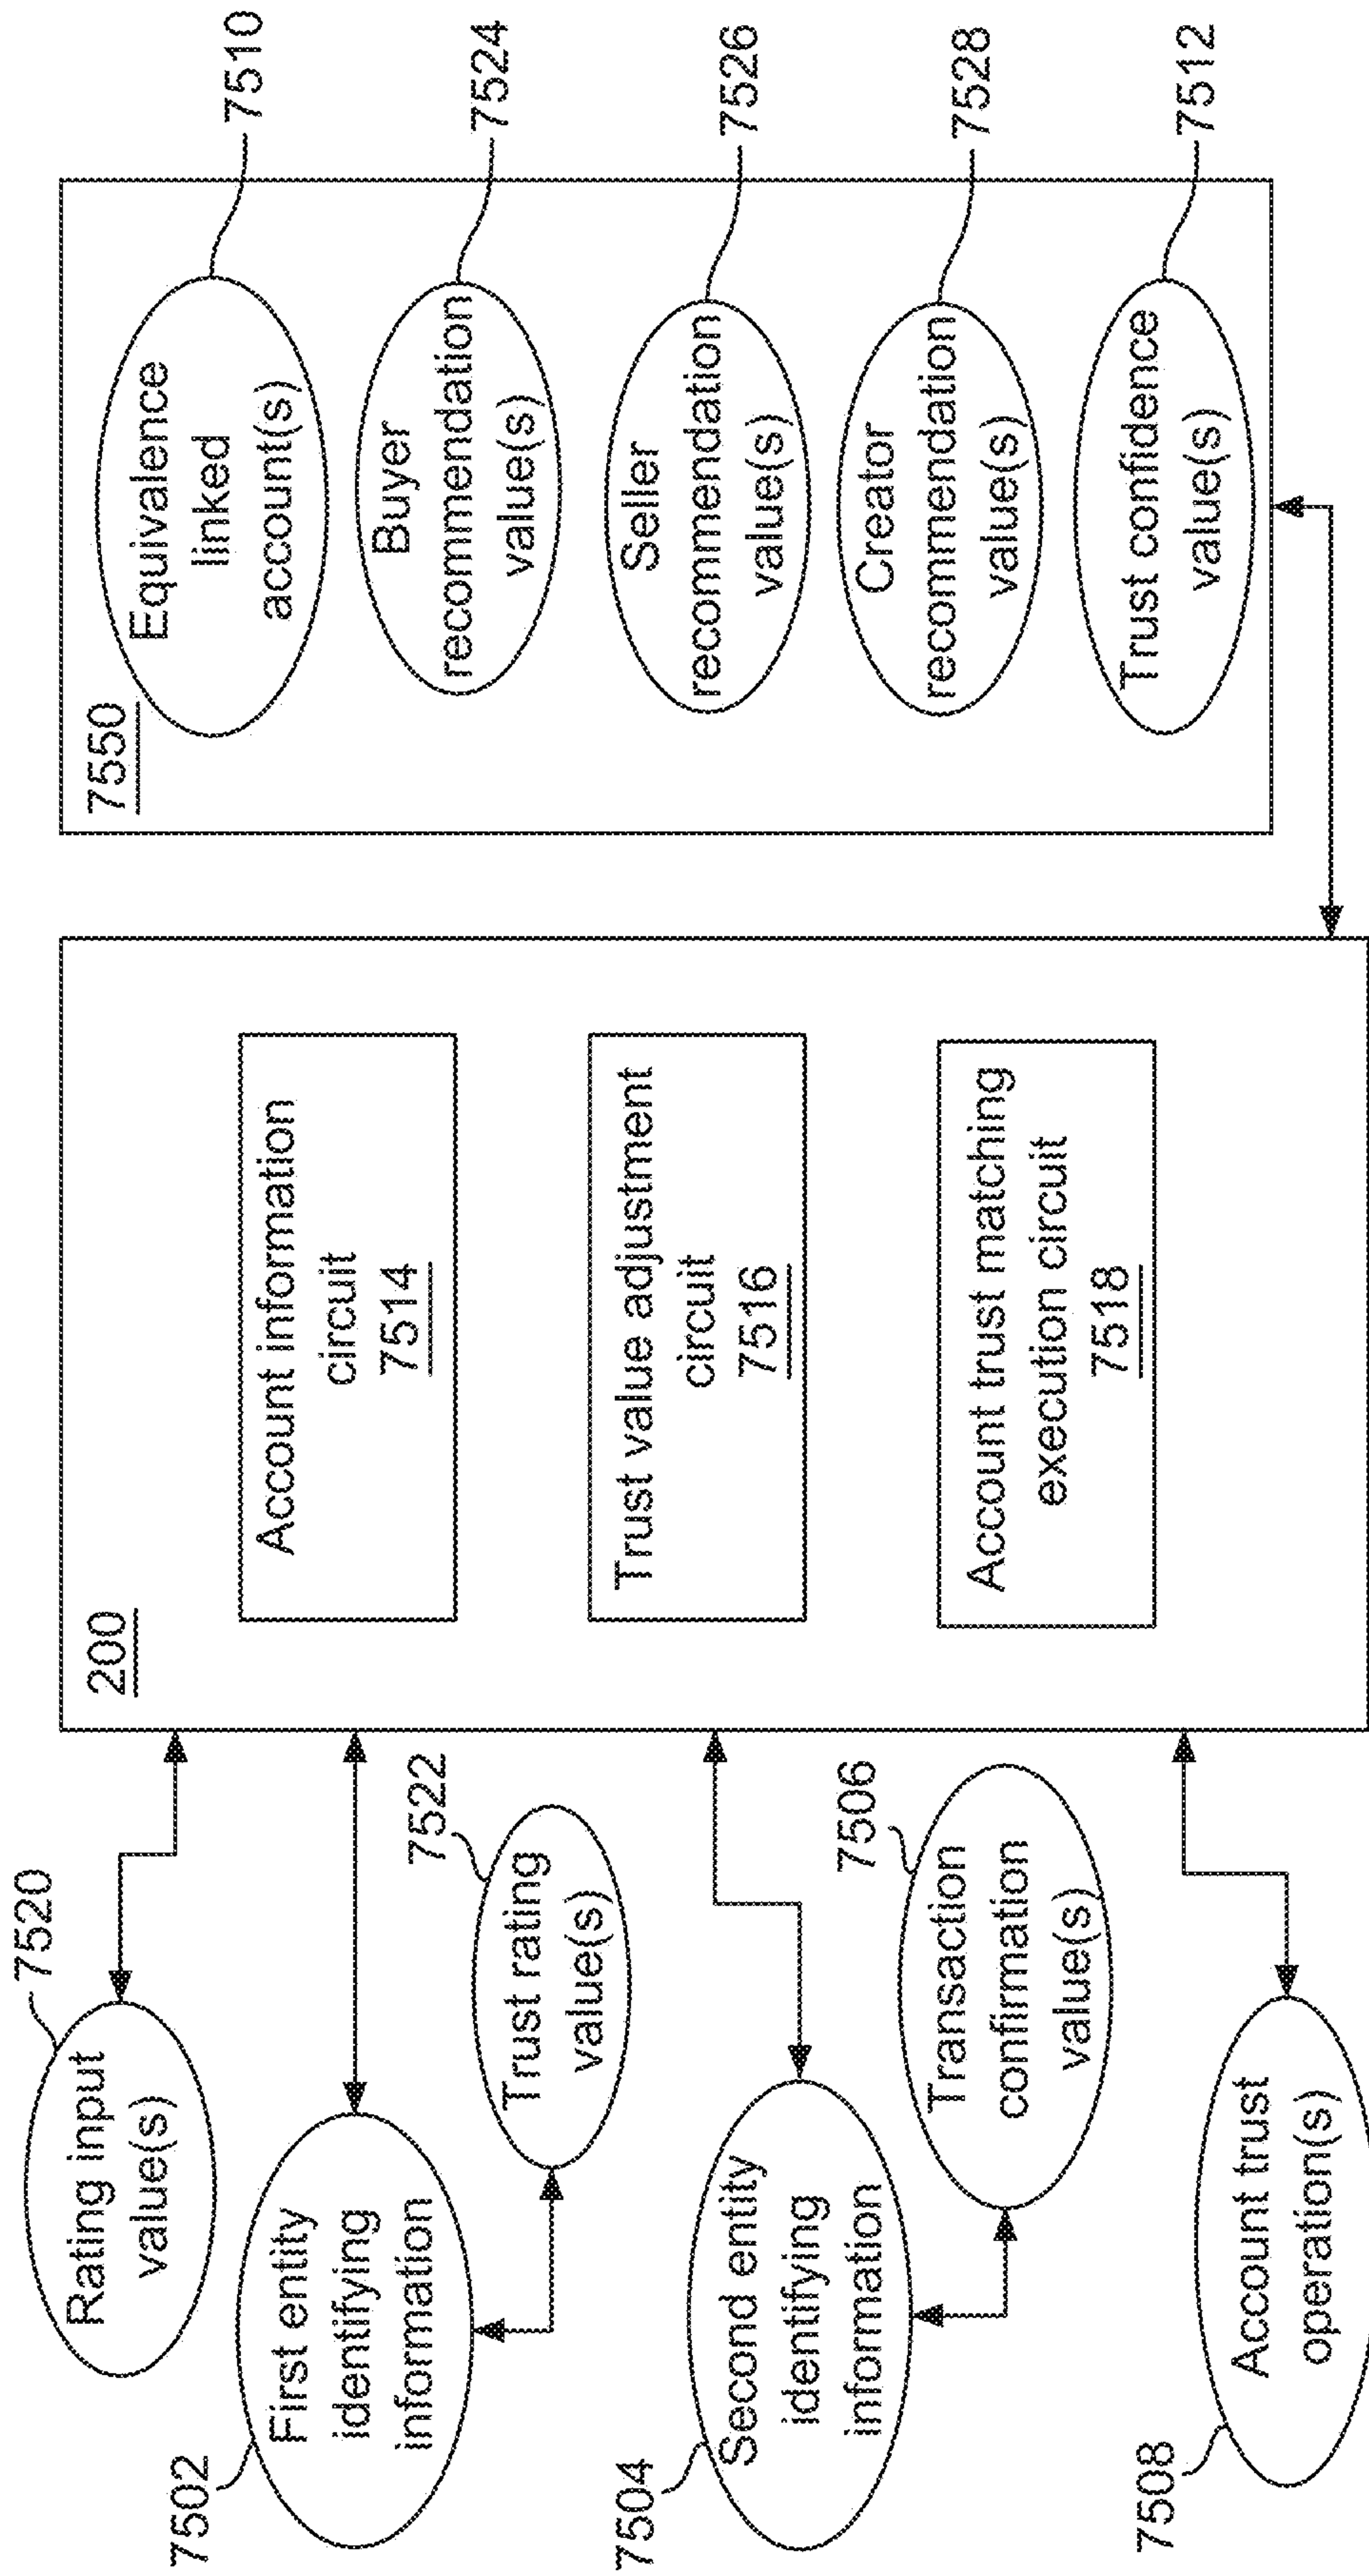 7520
Rating input
value(s)
7502
First entity
identifying
information
7522
Trust rating
value(s)
7504
Second entity
identifying
information
7506
Transaction
confirmation
value(s)
7508
Account trust
operation(s)
200
Account information
circuit
7514
Trust value adjustment
circuit
7516
Account trust matching
execution circuit
7518
7550
Equivalence
linked
account(s)
7510
Buyer
recommendation
value(s)
7524
Seller
recommendation
value(s)
7526
Creator
recommendation
value(s)
7528
Trust confidence
value(s)
7512